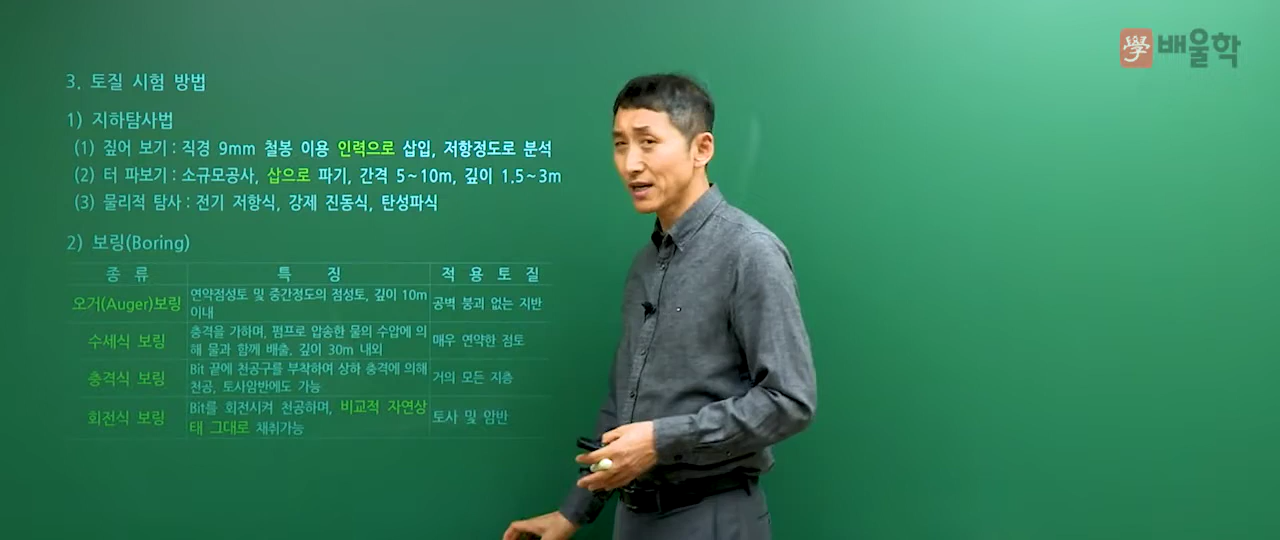 學 배울학
3. 토질 시험 방법
1) 지하탐사법
(1) 짚어 보기 : 직경 9mm 철봉 이용 인력으로 삽입, 저항정도로 분석
(2) 터 파보기 : 소규모공사, 삽으로 파기, 간격 5~10m, 깊이 1.5~3m
(3) 물리적 탐사 : 전기 저항식, 강제 진동식, 탄성파식
2) 보링(Boring)
종 류 특 징 적 용 토 질
오거(Auger)보링 연약점성토 및 중간정도의 점성토, 깊이 10m 공벽 붕괴 없는 지반
이내
수세식 보링 충격을 가하며, 펌프로 압송한 물의 수압에 의 매우 연약한 점토
해 물과 함께 배출. 깊이 30m 내외
충격식 보링 Bit 끝에 천공구를 부착하여 상하 충격에 의해 거의 모든 지층
천공, 토사암반에도 가능
회전식 보링 Bit를 회전시켜 천공하며, 비교적 자연상 토사 및 암반
태 그대로 채취가능